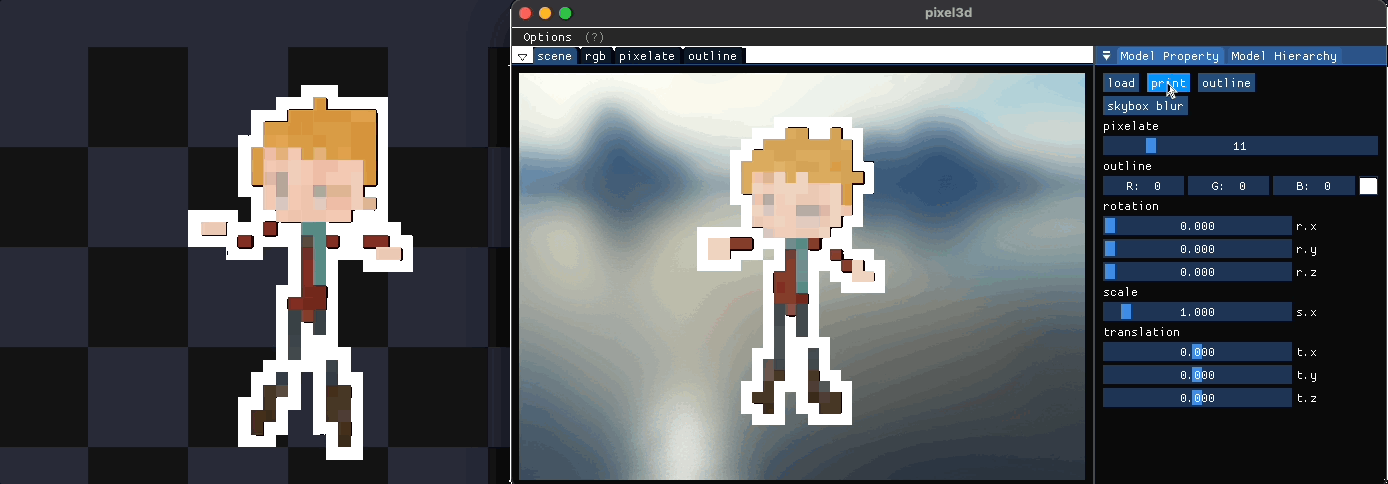 pixel3d
Options (?)
scene rgb pixelate outline
Model Property Model Hierarchy
load print outline
skybox blur
pixelate
11
outline
R: 0 G: 0 B: 0
rotation
0.000 r.x
0.000 r.y
0.000 r.z
scale
1.000 s.x
translation
0.000 t.x
0.000 t.y
0.000 t.z